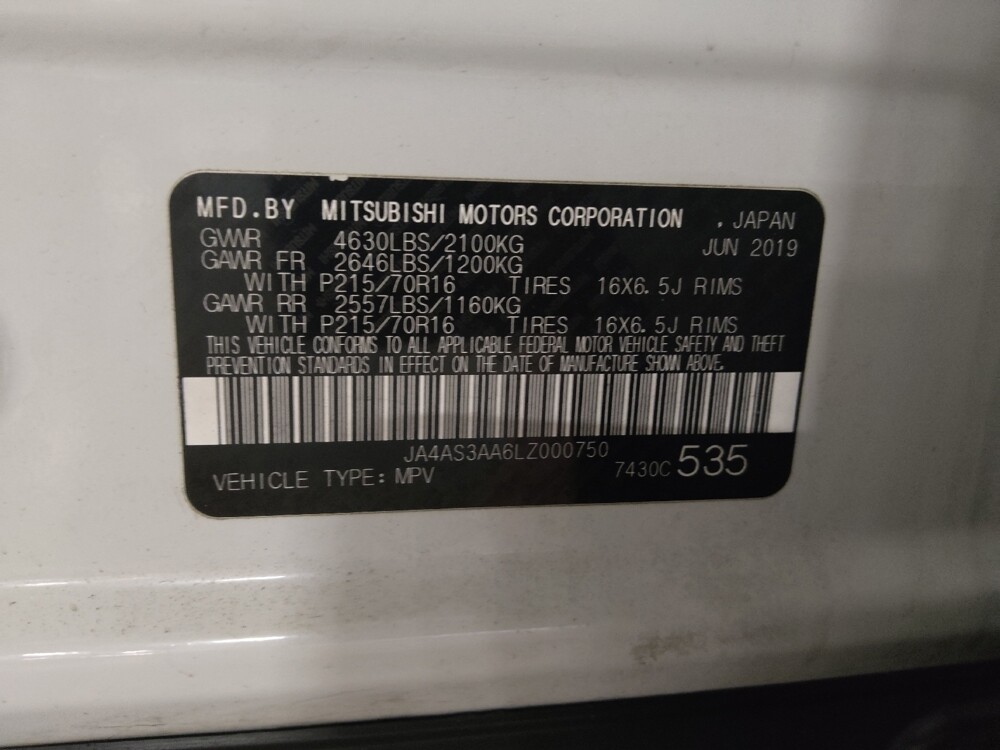 MFD.BY MITSUBISHI MOTORS CORPORATION . JAPAN
GVWR 4630LBS/2100KG JUN 2019
GAWR FR 2646LBS/1200KG
WITH P215/70R16 TIRES 16X6.5J RIMS
GAWR RR 2557LBS/1160KG
WITH P215/70R16 TIRES 16X6.5J RIMS
THIS VEHICLE CONFORMS TO ALL APPLICABLE FEDERAL MOTOR VEHICLE SAFETY AND THEFT
PREVENTION STANDARDS IN EFFECT ON THE DATE OF MANUFACTURE SHOWN ABOVE.
JA4AS3AA6LZ000750
VEHICLE TYPE: MPV 7430C 535